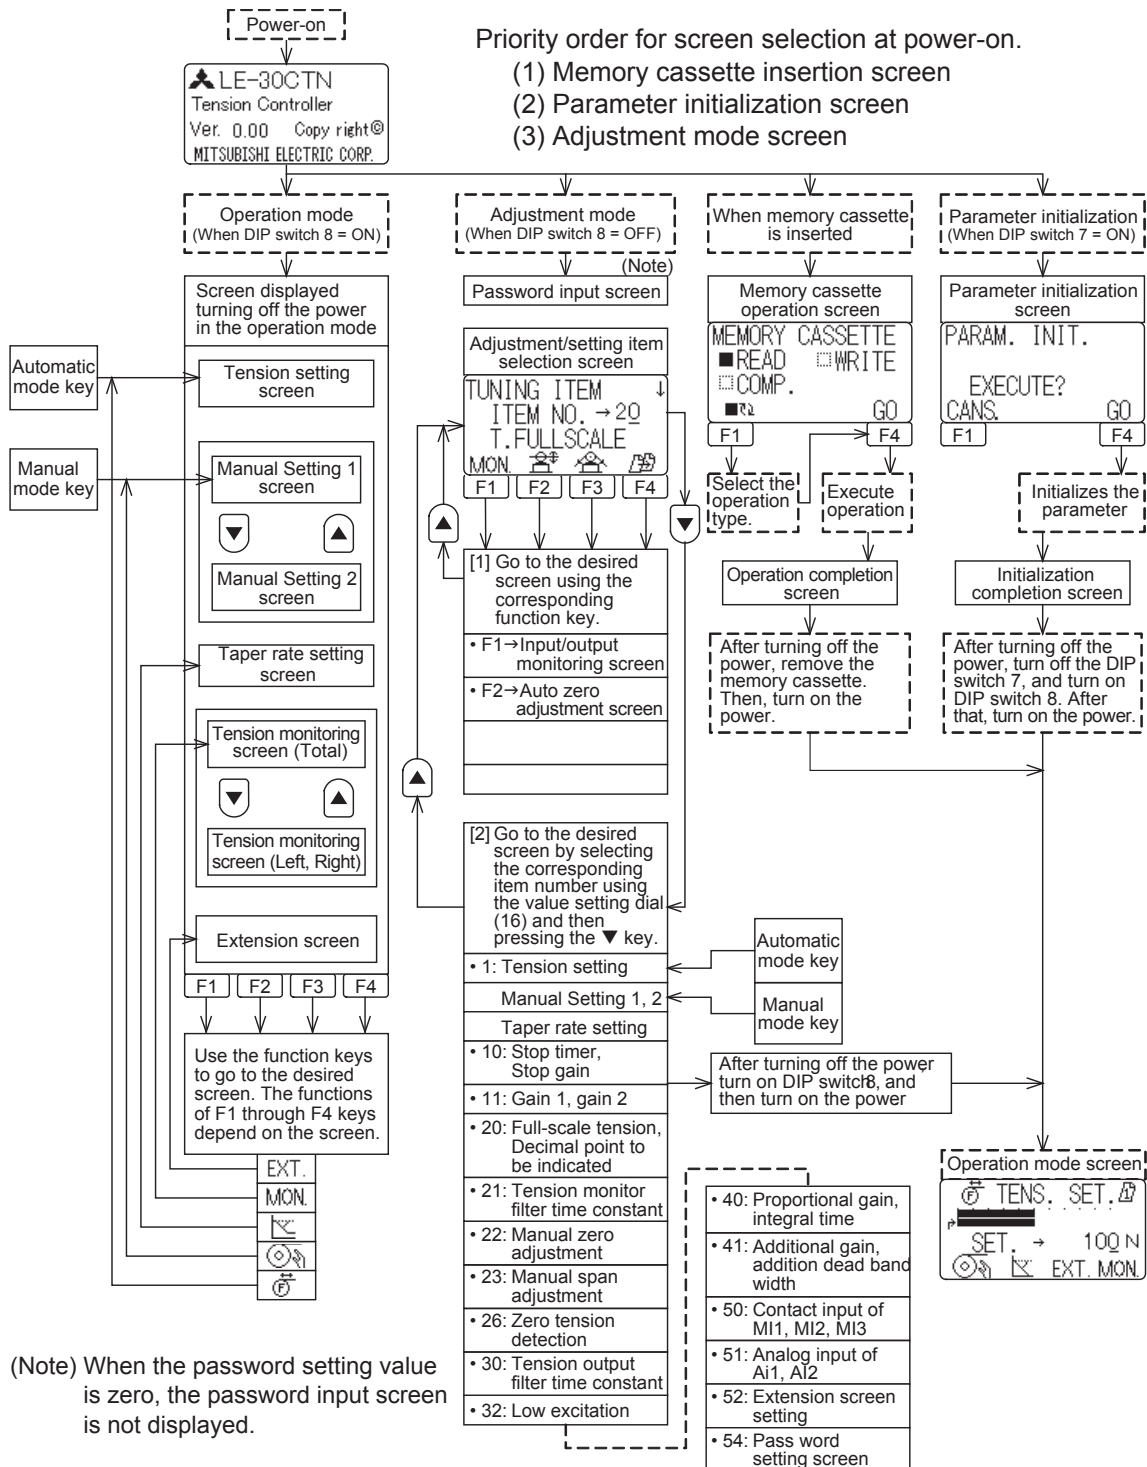 Power-on
LE-30CTN
Tension Controller
Ver. 0.00 Copy right©
MITSUBISHI ELECTRIC CORP.
Priority order for screen selection at power-on.
(1) Memory cassette insertion screen
(2) Parameter initialization screen
(3) Adjustment mode screen
Operation mode
(When DIP switch 8 = ON)
Screen displayed
turning off the power
in the operation mode
Automatic
mode key
Tension setting
screen
Manual
mode key
Manual Setting 1
screen
▼ ▲
Manual Setting 2
screen
Taper rate setting
screen
Tension monitoring
screen (Total)
▼ ▲
Tension monitoring
screen (Left, Right)
Extension screen
F1 F2 F3 F4
Use the function keys
to go to the desired
screen. The functions
of F1 through F4 keys
depend on the screen.
EXT.
MON.
F
(Note) When the password setting value
is zero, the password input screen
is not displayed.
Adjustment mode
(When DIP switch 8 = OFF)
(Note)
Password input screen
Adjustment/setting item
selection screen
TUNING ITEM ↓
ITEM NO. →20
T.FULLSCALE
MON.
F1 F2 F3 F4
▲ ▼
[1] Go to the desired
screen using the
corresponding
function key.
• F1→Input/output
monitoring screen
• F2→Auto zero
adjustment screen
▲
[2] Go to the desired
screen by selecting
the corresponding
item number using
the value setting dial
(16) and then
pressing the ▼ key.
• 1: Tension setting
Manual Setting 1, 2
Taper rate setting
• 10: Stop timer,
Stop gain
• 11: Gain 1, gain 2
• 20: Full-scale tension,
Decimal point to
be indicated
• 21: Tension monitor
filter time constant
• 22: Manual zero
adjustment
• 23: Manual span
adjustment
• 26: Zero tension
detection
• 30: Tension output
filter time constant
• 32: Low excitation
Automatic
mode key
Manual
mode key
After turning off the power,
turn on DIP switch8, and
then turn on the power
• 40: Proportional gain,
integral time
• 41: Additional gain,
addition dead band
width
• 50: Contact input of
MI1, MI2, MI3
• 51: Analog input of
Ai1, AI2
• 52: Extension screen
setting
• 54: Pass word
setting screen
When memory cassette
is inserted
Memory cassette
operation screen
MEMORY CASSETTE
■READ WRITE
COMP.
GO
F1 F4
Select the
operation
type.
Execute
operation
Operation completion
screen
After turning off the
power, remove the
memory cassette.
Then, turn on the
power.
Parameter initialization
(When DIP switch 7 = ON)
Parameter initialization
screen
PARAM. INIT.
EXECUTE?
CANS. GO
F1 F4
Initializes the
parameter
Initialization
completion screen
After turning off the
power, turn off the DIP
switch 7, and turn on
DIP switch 8. After
that, turn on the power.
Operation mode screen
F TENS. SET.
SET. → 100 N
EXT. MON.